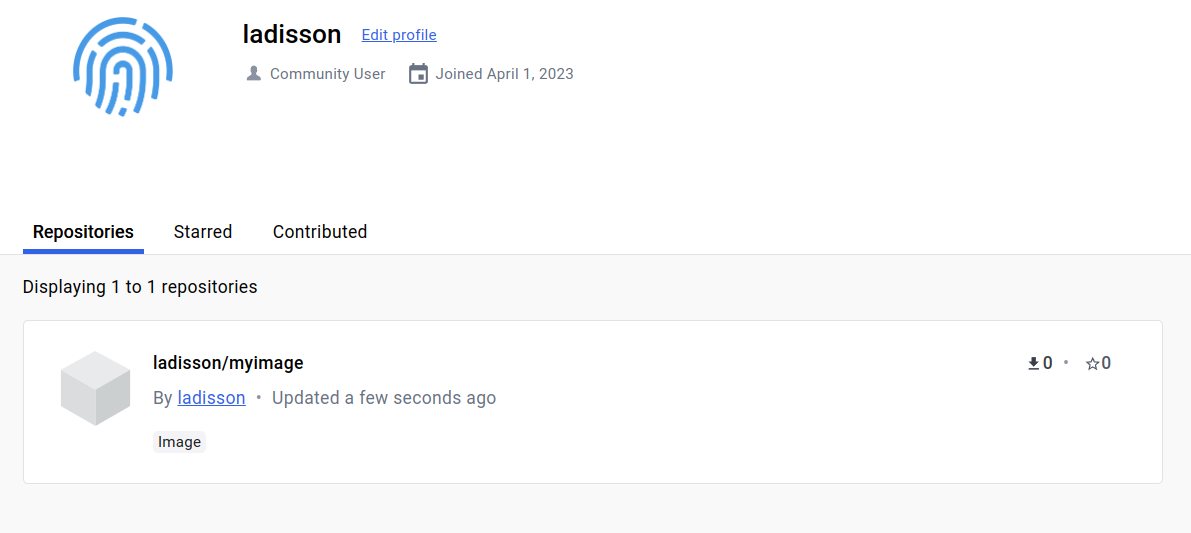 ladisson Edit profile
Community User Joined April 1, 2023
Repositories Starred Contributed
Displaying 1 to 1 repositories
ladisson/myimage 0 • 0
By ladisson • Updated a few seconds ago
Image